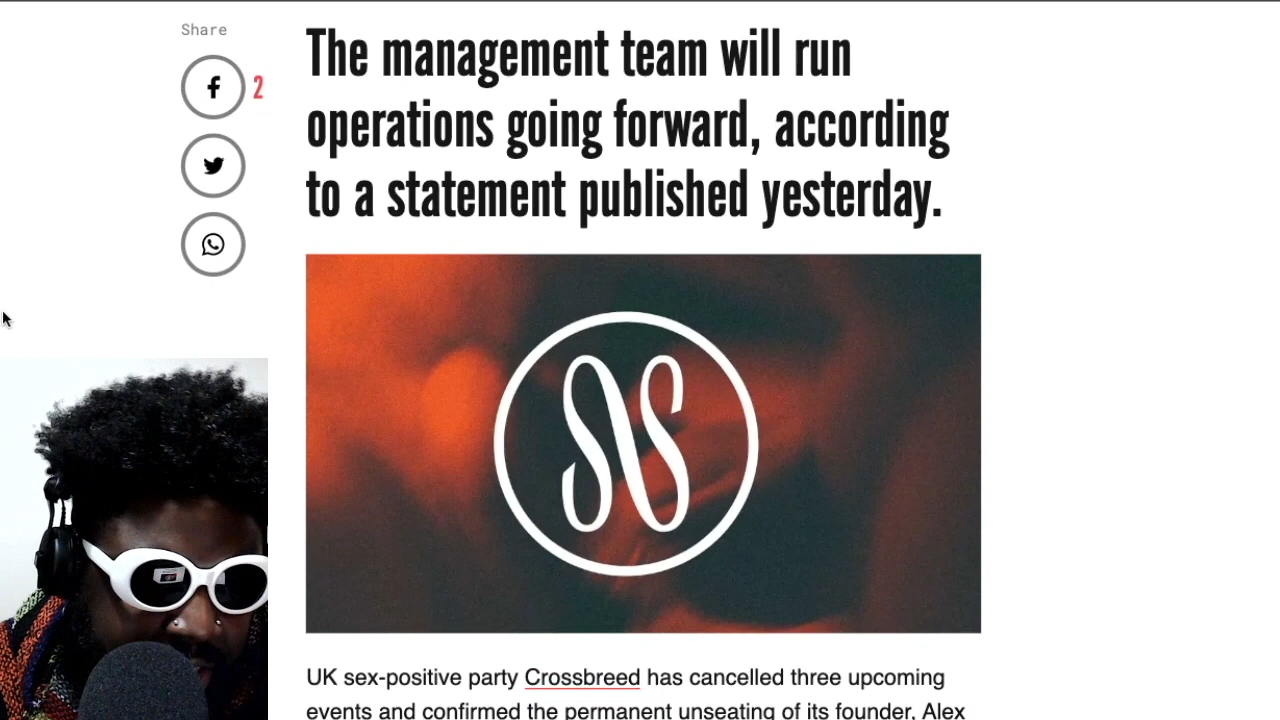 Share
2
The management team will run
operations going forward, according
to a statement published yesterday.
UK sex-positive party Crossbreed has cancelled three upcoming
events and confirmed the permanent unseating of its founder, Alex